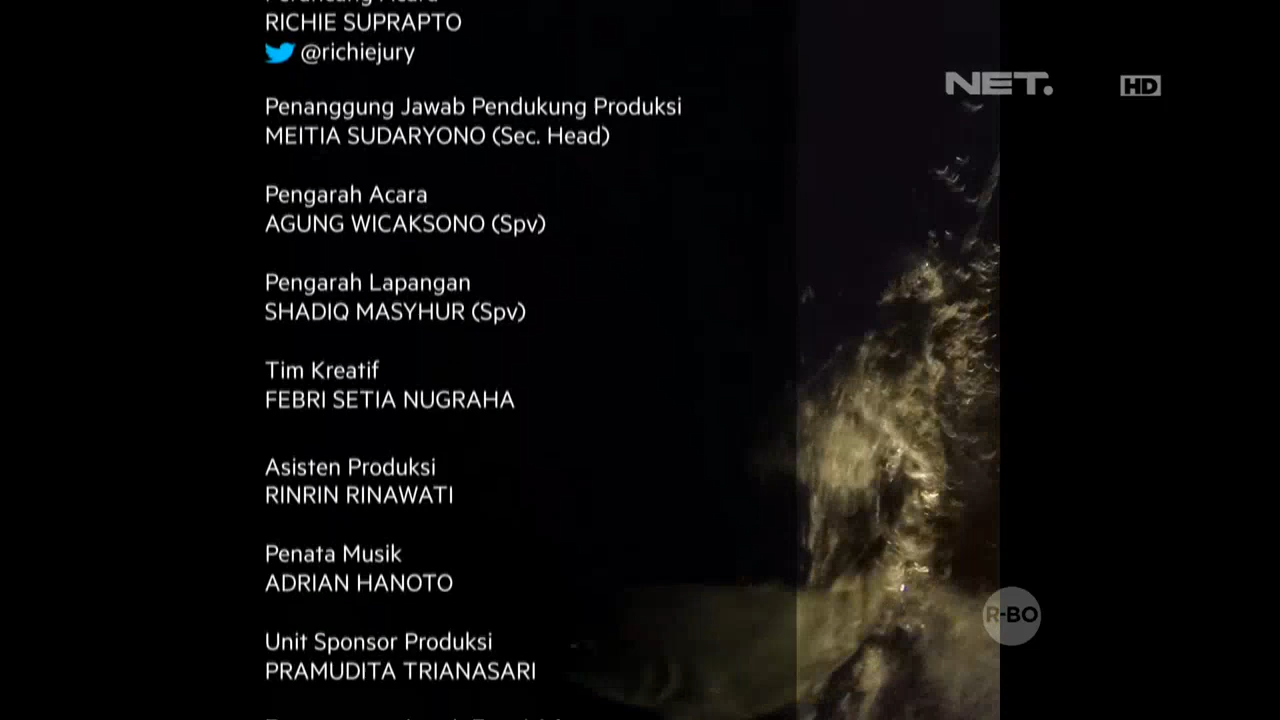 RICHIE SUPRAPTO
@richiejury
NET.
HD
Penanggung Jawab Pendukung Produksi
MEITIA SUDARYONO (Sec. Head)
Pengarah Acara
AGUNG WICAKSONO (Spv)
Pengarah Lapangan
SHADIQ MASYHUR (Spv)
Tim Kreatif
FEBRI SETIA NUGRAHA
Asisten Produksi
RINRIN RINAWATI
Penata Musik
ADRIAN HANOTO
R-BO
Unit Sponsor Produksi
PRAMUDITA TRIANASARI